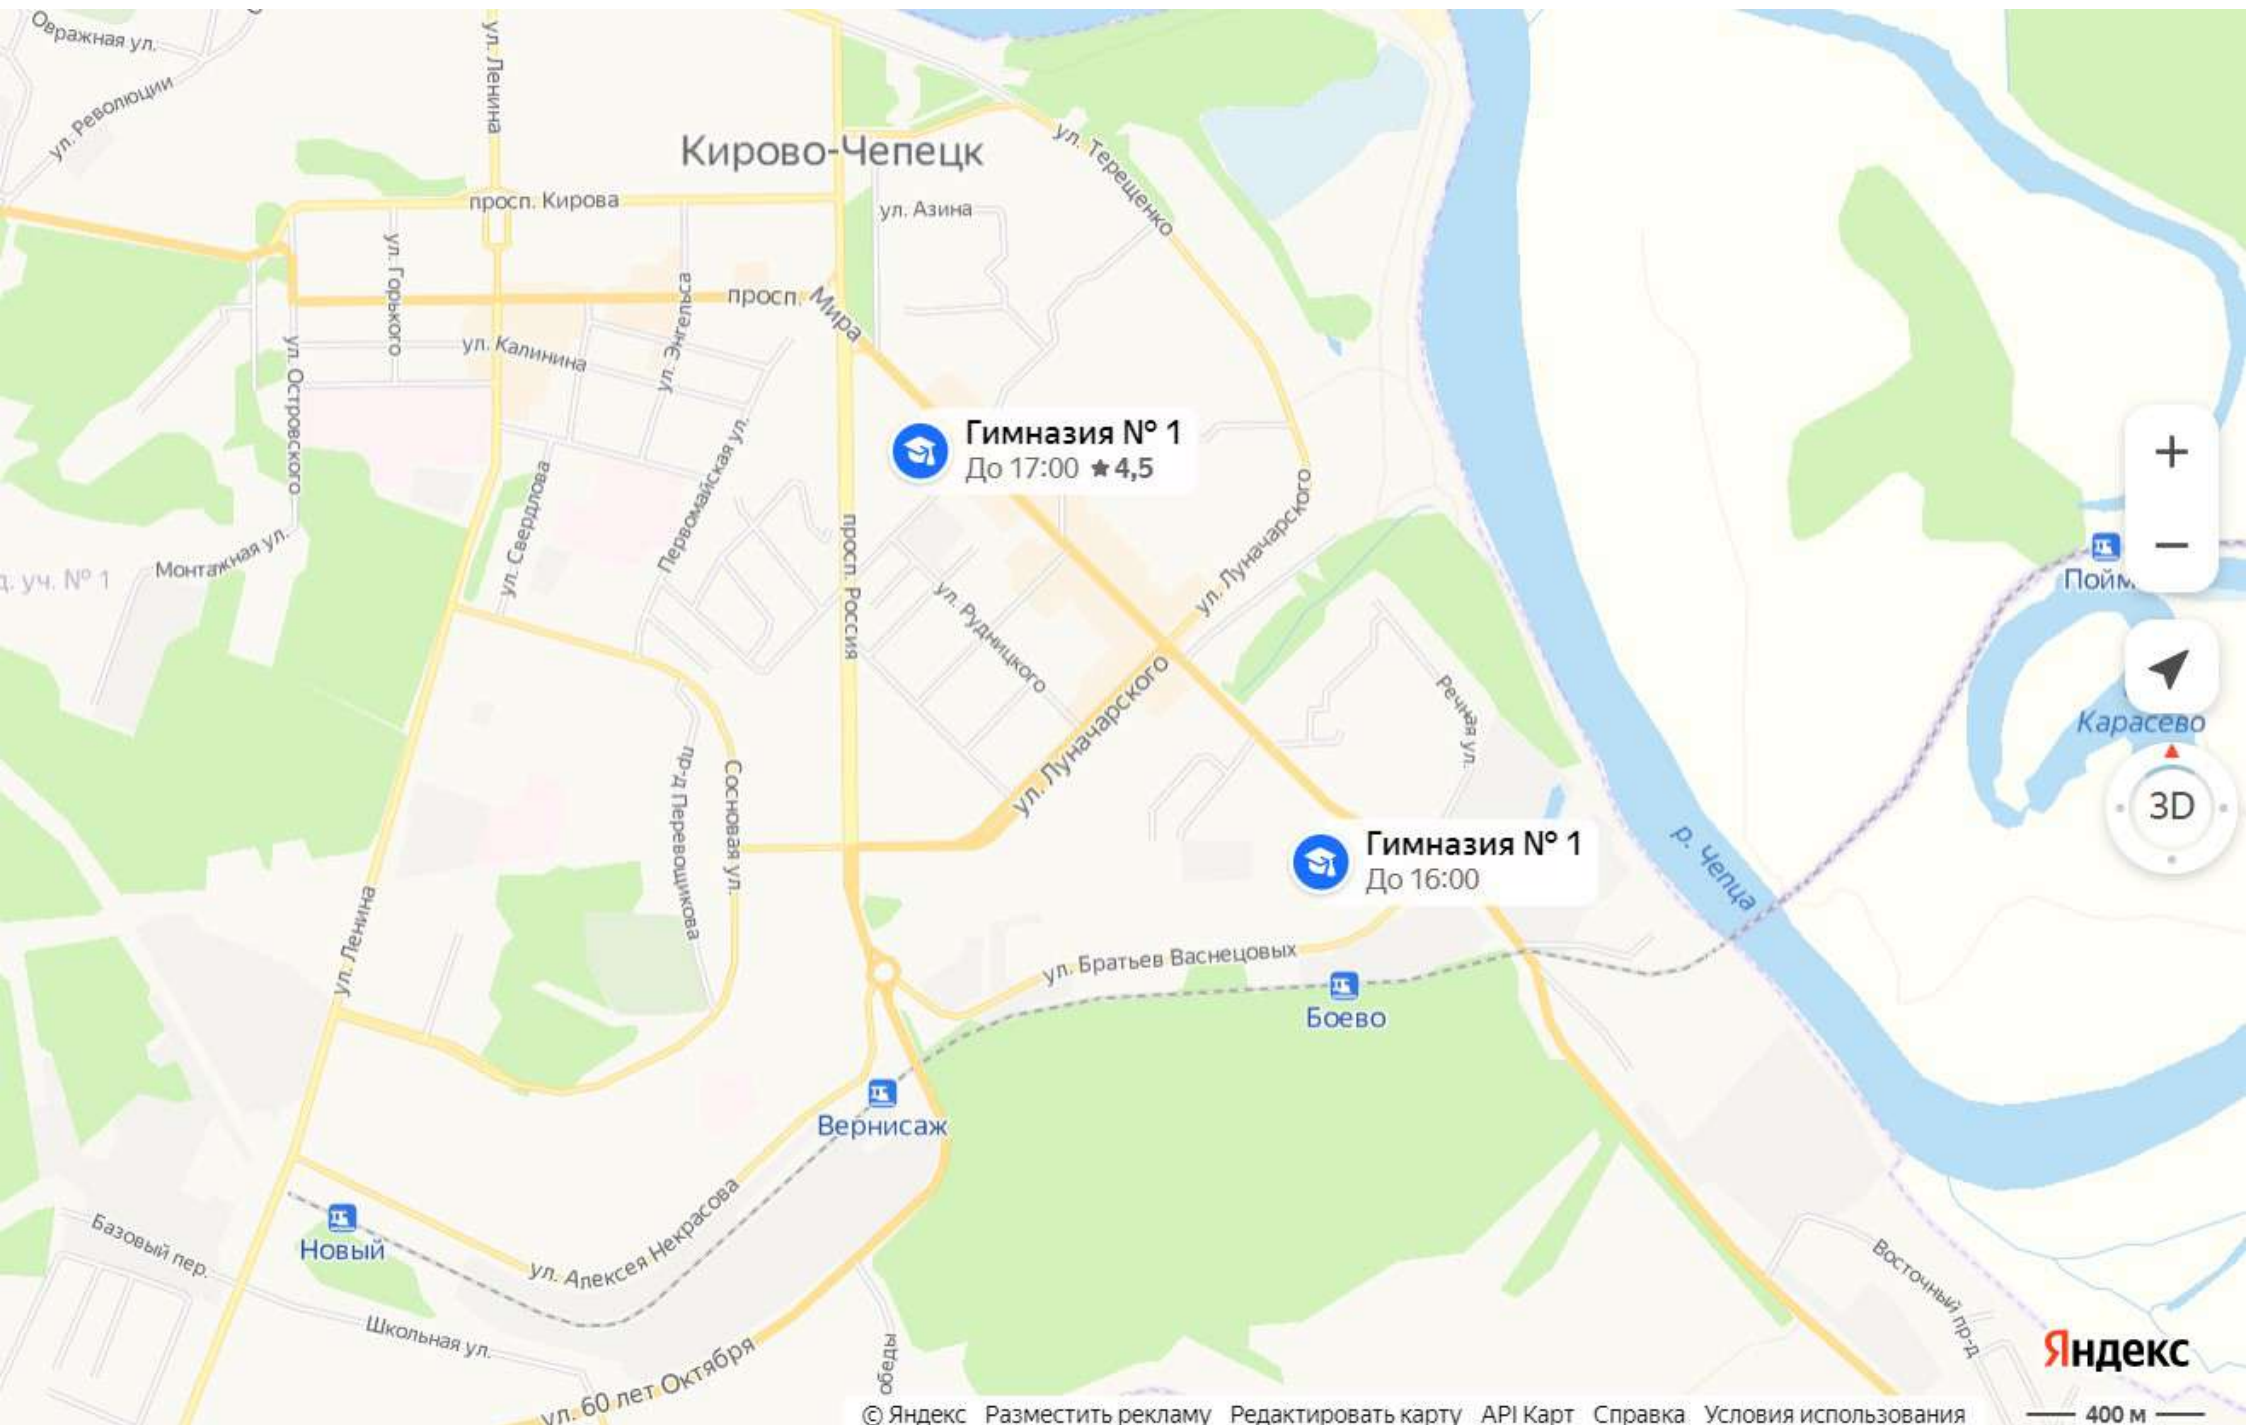 Овражная ул.
ул. Революции
ул. Ленина
Кирово-Чепецк
ул. Терещенко
просп. Кирова
ул. Азина
ул. Горького
ул. Энгельса
просп. Мира
ул. Калинина
ул. Островского
Первомайская ул.
ул. Свердлова
Гимназия № 1
До 17:00 ★4,5
ул. Луначарского
Монтажная ул.
уч. № 1
просп. Россия
ул. Рудницкого
ул. Луначарского
Речная ул.
Пойм
Карасево
3D
+
−
пр-д Перевощикова
Сосновая ул.
Гимназия № 1
До 16:00
р. Чепца
ул. Ленина
ул. Братьев Васнецовых
Боево
Вернисаж
Новый
ул. Алексея Некрасова
Базовый пер.
Школьная ул.
ул. 60 лет Октября
обеды
Восточный пр-д
Яндекс
© Яндекс Разместить рекламу Редактировать карту API Карт Справка Условия использования
400 м